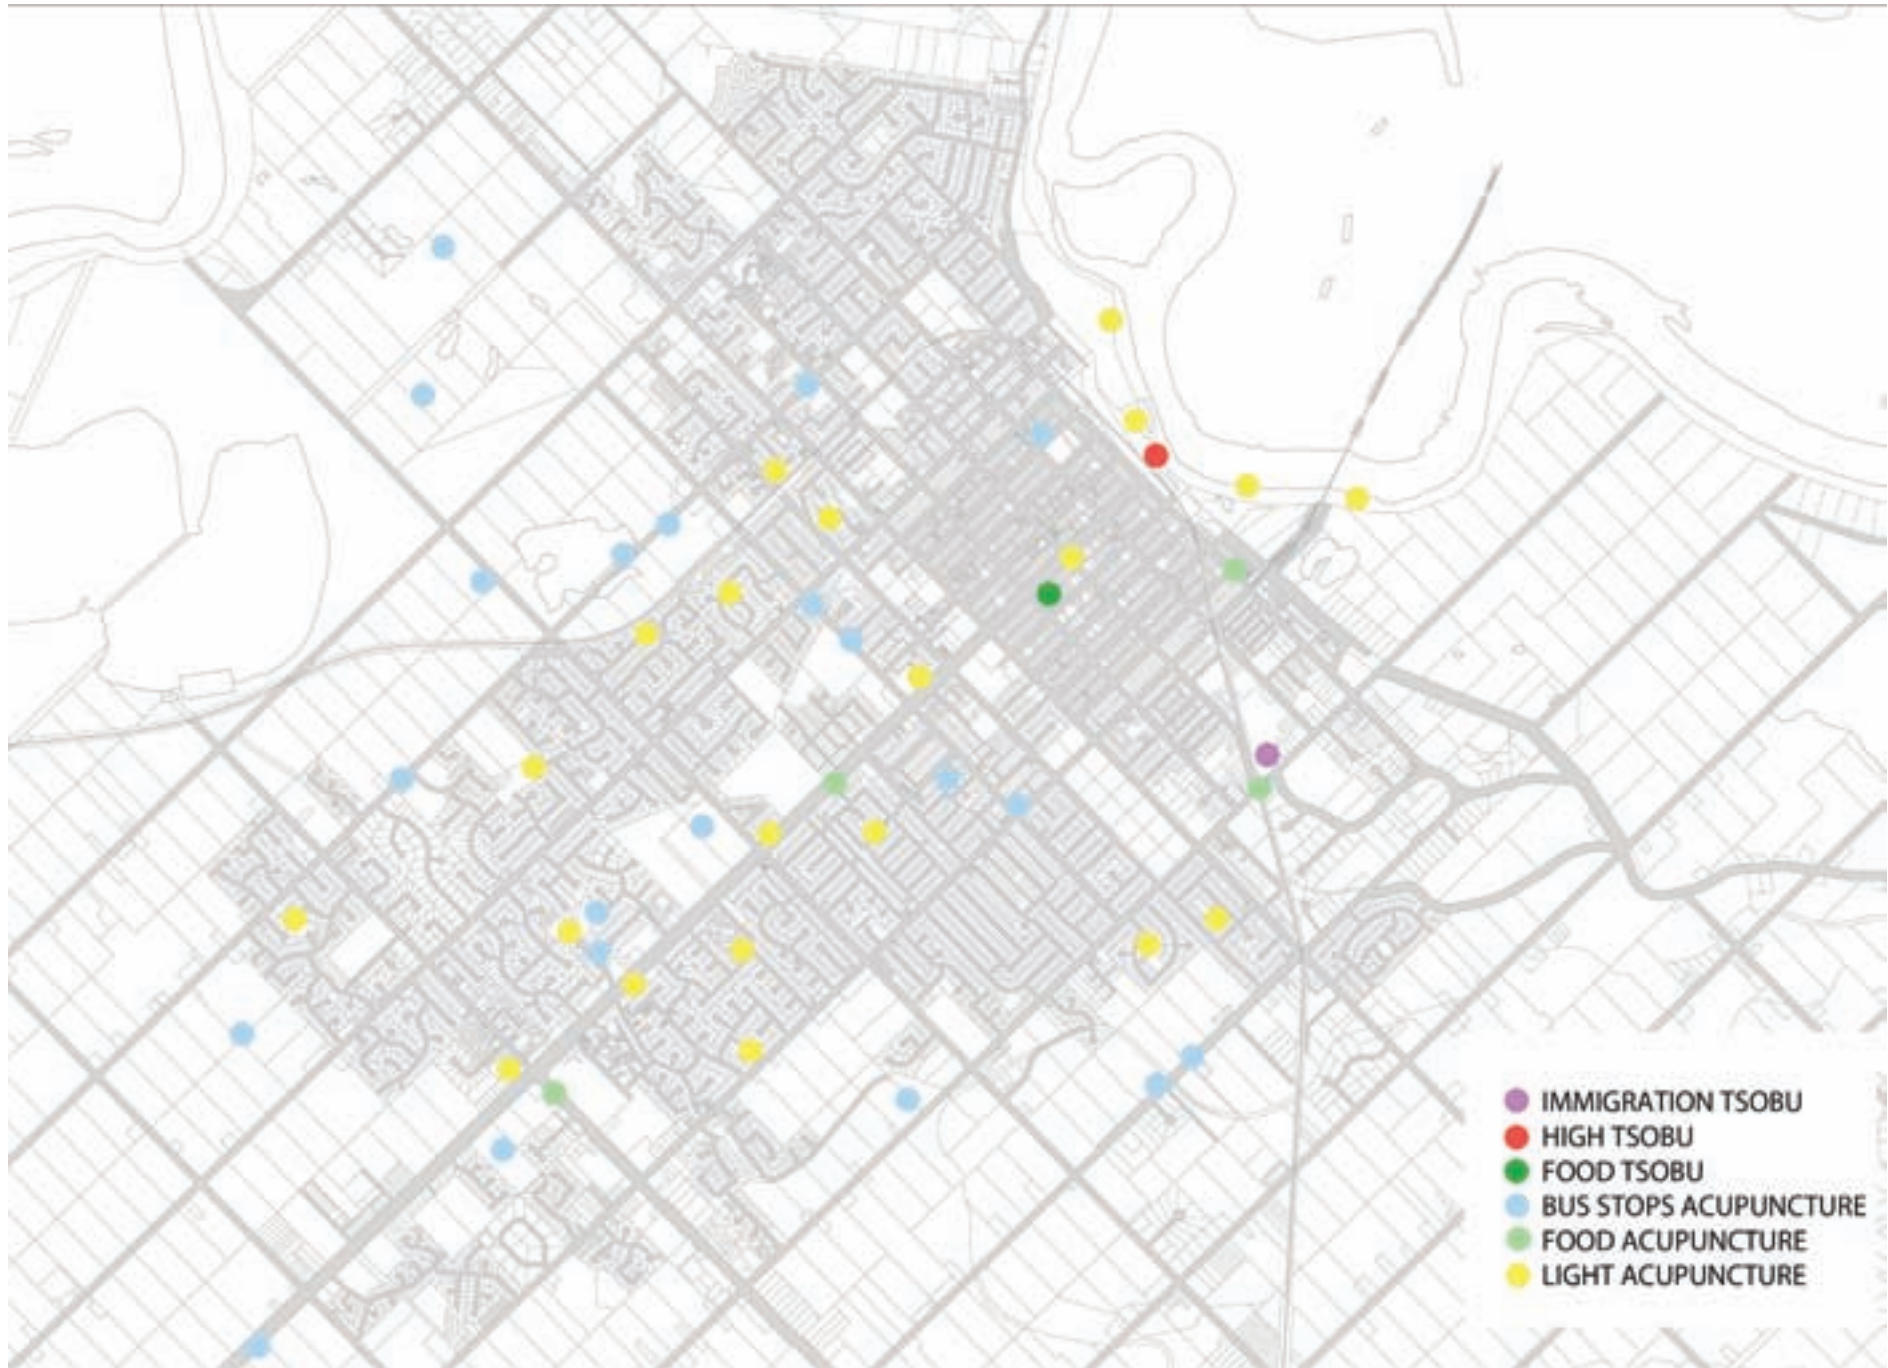 IMMIGRATION TSOBU
HIGH TSOBU
FOOD TSOBU
BUS STOPS ACUPUNCTURE
FOOD ACUPUNCTURE
LIGHT ACUPUNCTURE